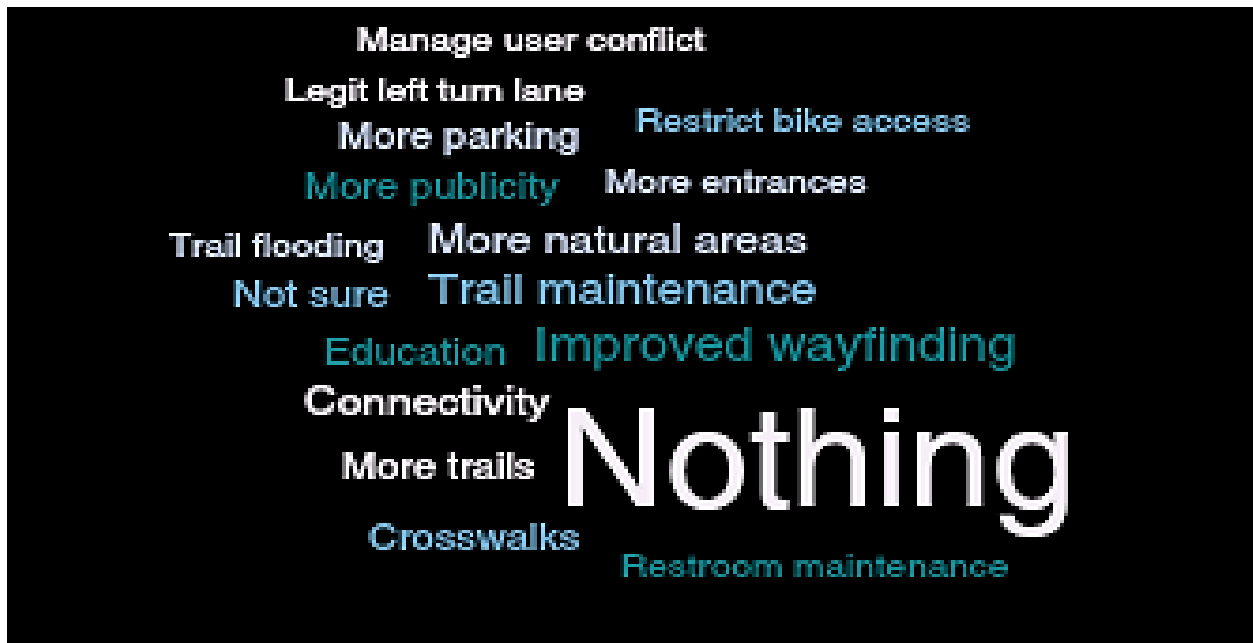 Manage user conflict
Legit left turn lane
Restrict bike access
More parking
More publicity
More entrances
Trail flooding
More natural areas
Not sure
Trail maintenance
Education
Improved wayfinding
Connectivity
Nothing
More trails
Crosswalks
Restroom maintenance